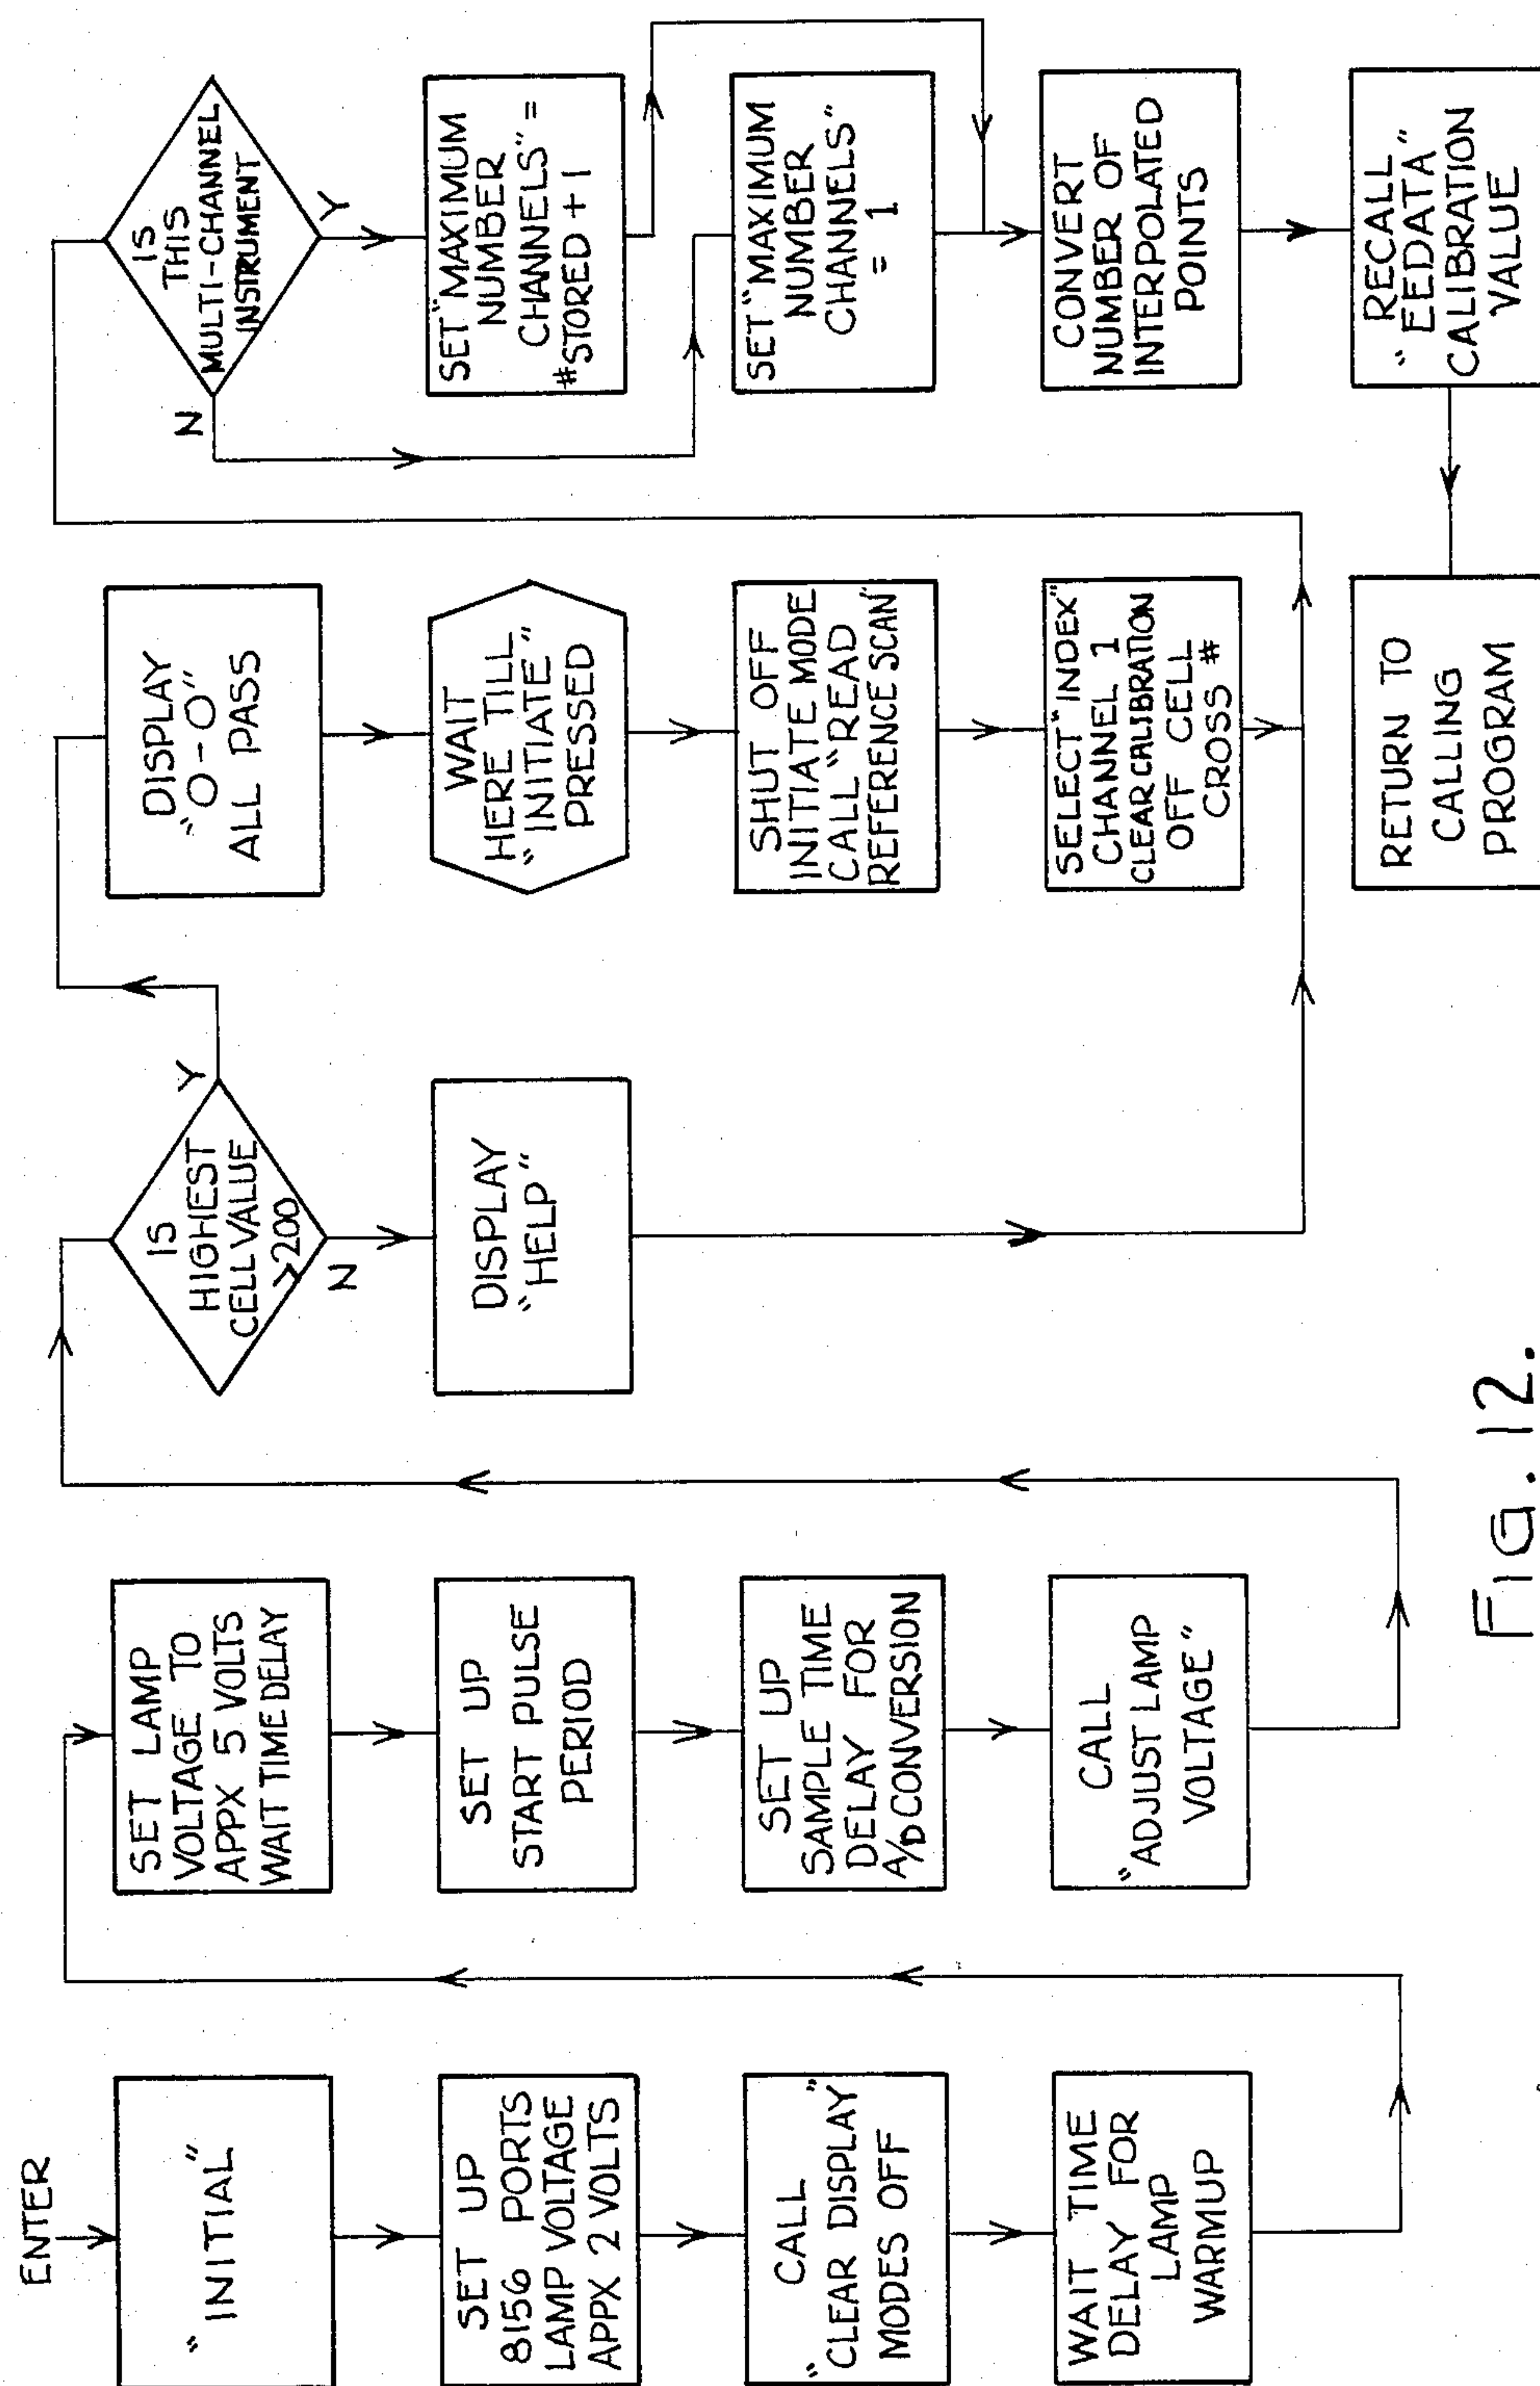 ENTER
" INITIAL "
SET UP
8156 PORTS
LAMP VOLTAGE
APPX 2 VOLTS
CALL
"CLEAR DISPLAY"
MODES OFF
WAIT TIME
DELAY FOR
LAMP
WARMUP
SET LAMP
VOLTAGE TO
APPX 5 VOLTS
WAIT TIME DELAY
SET UP
START PULSE
PERIOD
SET UP
SAMPLE TIME
DELAY FOR
A/D CONVERSION
CALL
"ADJUST LAMP
VOLTAGE"
IS
HIGHEST
CELL VALUE
>200
Y
N
DISPLAY
"HELP"
DISPLAY
"O-O"
ALL PASS
WAIT
HERE TILL
"INITIATE"
PRESSED
SHUT OFF
INITIATE MODE
CALL "READ
REFERENCE SCAN"
SELECT "INDEX"
CHANNEL 1
CLEAR CALIBRATION
OFF CELL
CROSS #
IS
THIS
MULTI-CHANNEL
INSTRUMENT
N
Y
SET "MAXIMUM
NUMBER
CHANNELS" =
#STORED + 1
SET "MAXIMUM
NUMBER
CHANNELS"
= 1
CONVERT
NUMBER OF
INTERPOLATED
POINTS
RECALL
"EEDATA"
CALIBRATION
VALUE
RETURN TO
CALLING
PROGRAM
FIG. 12.